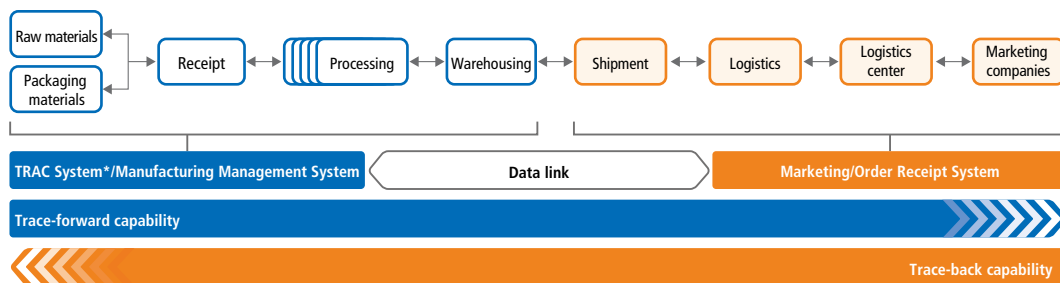 Raw materials
Packaging
materials
Receipt
Processing
Warehousing
Shipment
Logistics
Logistics
center
Marketing
companies
TRAC System*/Manufacturing Management System
Data link
Marketing/Order Receipt System
Trace-forward capability
Trace-back capability